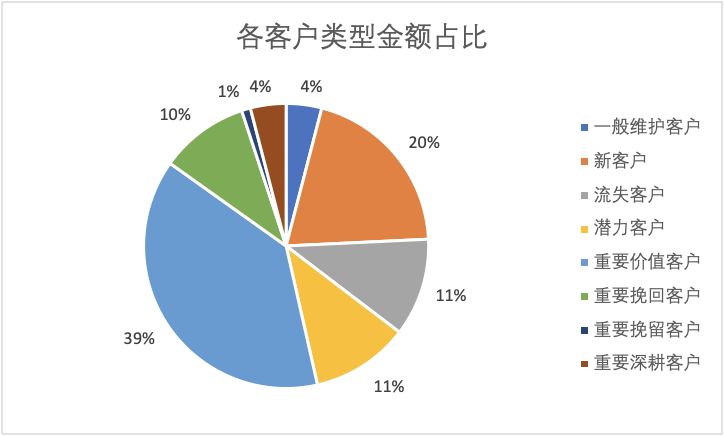 各客户类型金额占比
1%
4%
4%
10%
20%
11%
39%
11%
一般维护客户
新客户
流失客户
潜力客户
重要价值客户
重要挽回客户
重要挽留客户
重要深耕客户